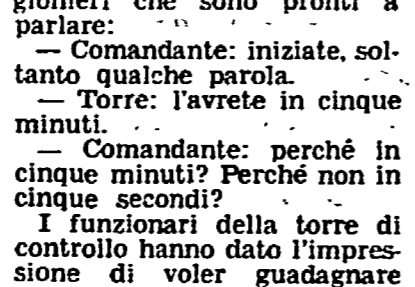 gionieri che sono pronti a
parlare:
— Comandante: iniziate, sol-
tanto qualche parola.
— Torre: l'avrete in cinque
minuti.
— Comandante: perchè in
cinque minuti? Perché non in
cinque secondi?
I funzionari della torre di
controllo hanno dato l'impres-
sione di voler guadagnare